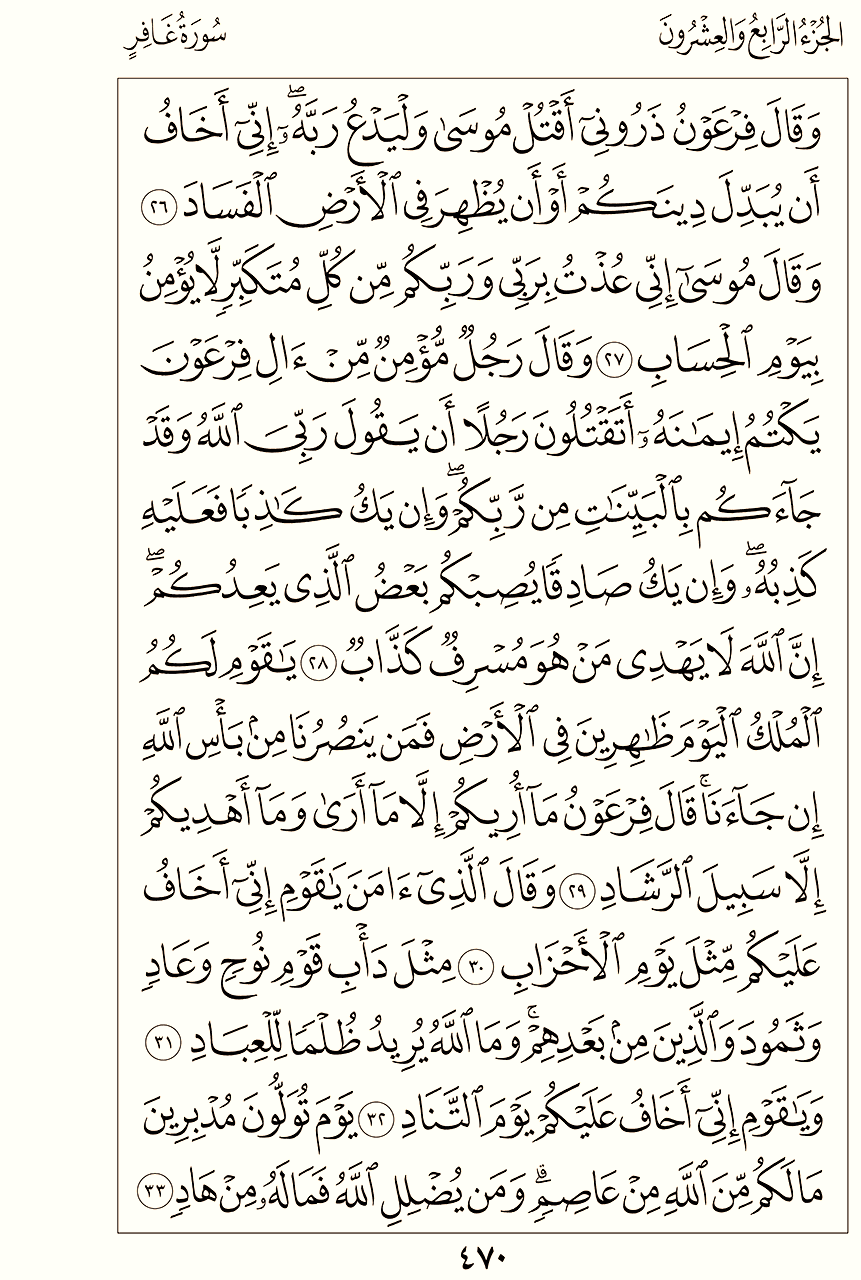 الجُزْءُ الرَّابِعُ وَالعِشْرُونَ
سُورَةُ غَافِرٍ
وَقَالَ فِرْعَوْنُ ذَرُونِىٓ أَقْتُلْ مُوسَىٰ وَلْيَدْعُ رَبَّهُۥٓ ۖ إِنِّىٓ أَخَافُ
أَن يُبَدِّلَ دِينَكُمْ أَوْ أَن يُظْهِرَ فِى ٱلْأَرْضِ ٱلْفَسَادَ ٢٦
وَقَالَ مُوسَىٰٓ إِنِّى عُذْتُ بِرَبِّى وَرَبِّكُم مِّن كُلِّ مُتَكَبِّرٍ لَّا يُؤْمِنُ
بِيَوْمِ ٱلْحِسَابِ ٢٧ وَقَالَ رَجُلٌ مُّؤْمِنٌ مِّنْ ءَالِ فِرْعَوْنَ
يَكْتُمُ إِيمَـٰنَهُۥٓ أَتَقْتُلُونَ رَجُلًا أَن يَقُولَ رَبِّىَ ٱللَّهُ وَقَدْ
جَآءَكُم بِٱلْبَيِّنَـٰتِ مِن رَّبِّكُمْ ۖ وَإِن يَكُ كَـٰذِبًا فَعَلَيْهِ
كَذِبُهُۥ ۖ وَإِن يَكُ صَادِقًا يُصِبْكُم بَعْضُ ٱلَّذِى يَعِدُكُمْ ۖ
إِنَّ ٱللَّهَ لَا يَهْدِى مَنْ هُوَ مُسْرِفٌ كَذَّابٌ ٢٨ يَـٰقَوْمِ لَكُمُ
ٱلْمُلْكُ ٱلْيَوْمَ ظَـٰهِرِينَ فِى ٱلْأَرْضِ فَمَن يَنصُرُنَا مِنۢ بَأْسِ ٱللَّهِ
إِن جَآءَنَا ۚ قَالَ فِرْعَوْنُ مَآ أُرِيكُمْ إِلَّا مَآ أَرَىٰ وَمَآ أَهْدِيكُمْ
إِلَّا سَبِيلَ ٱلرَّشَادِ ٢٩ وَقَالَ ٱلَّذِىٓ ءَامَنَ يَـٰقَوْمِ إِنِّىٓ أَخَافُ
عَلَيْكُم مِّثْلَ يَوْمِ ٱلْأَحْزَابِ ٣٠ مِثْلَ دَأْبِ قَوْمِ نُوحٍ وَعَادٍ
وَثَمُودَ وَٱلَّذِينَ مِنۢ بَعْدِهِمْ ۚ وَمَا ٱللَّهُ يُرِيدُ ظُلْمًا لِّلْعِبَادِ ٣١
وَيَـٰقَوْمِ إِنِّىٓ أَخَافُ عَلَيْكُمْ يَوْمَ ٱلتَّنَادِ ٣٢ يَوْمَ تُوَلُّونَ مُدْبِرِينَ
مَا لَكُم مِّنَ ٱللَّهِ مِنْ عَاصِمٍ ۗ وَمَن يُضْلِلِ ٱللَّهُ فَمَا لَهُۥ مِنْ هَادٍ ٣٣
٤٧٠